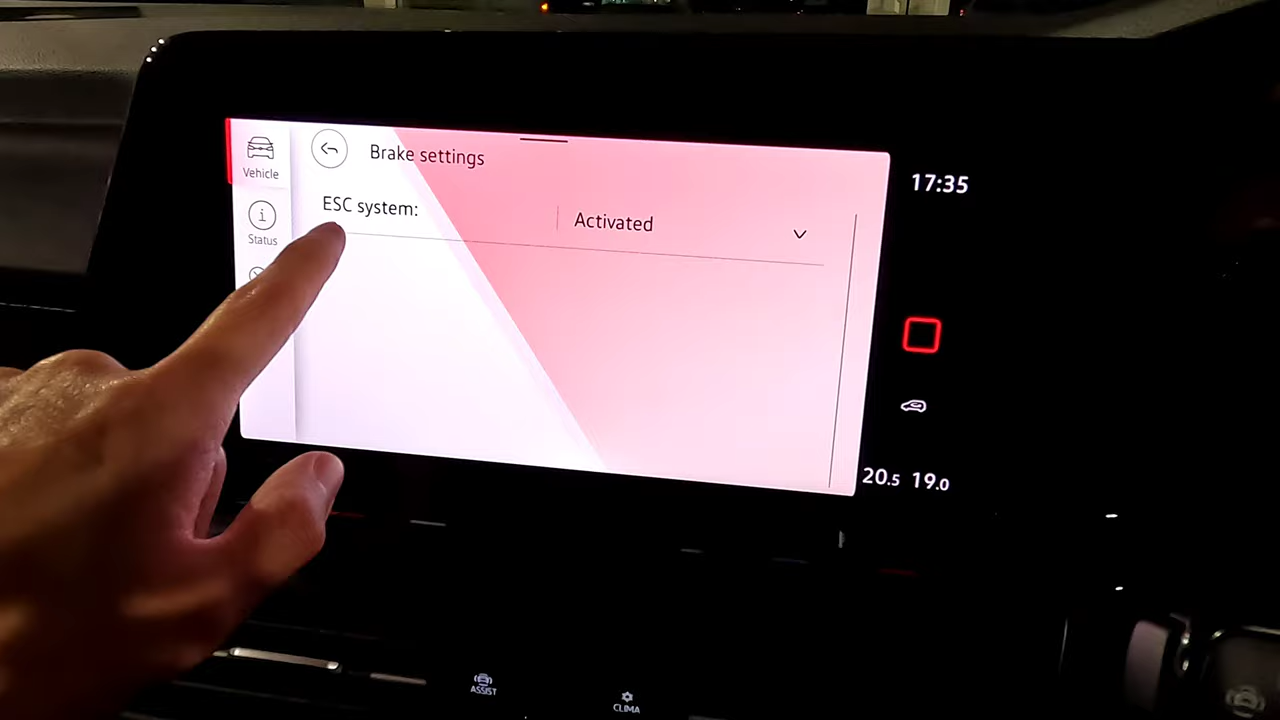 Vehicle
Brake settings
17:35
ESC system:
Activated
Status
20.5 19.0
ASSIST
CLIMA